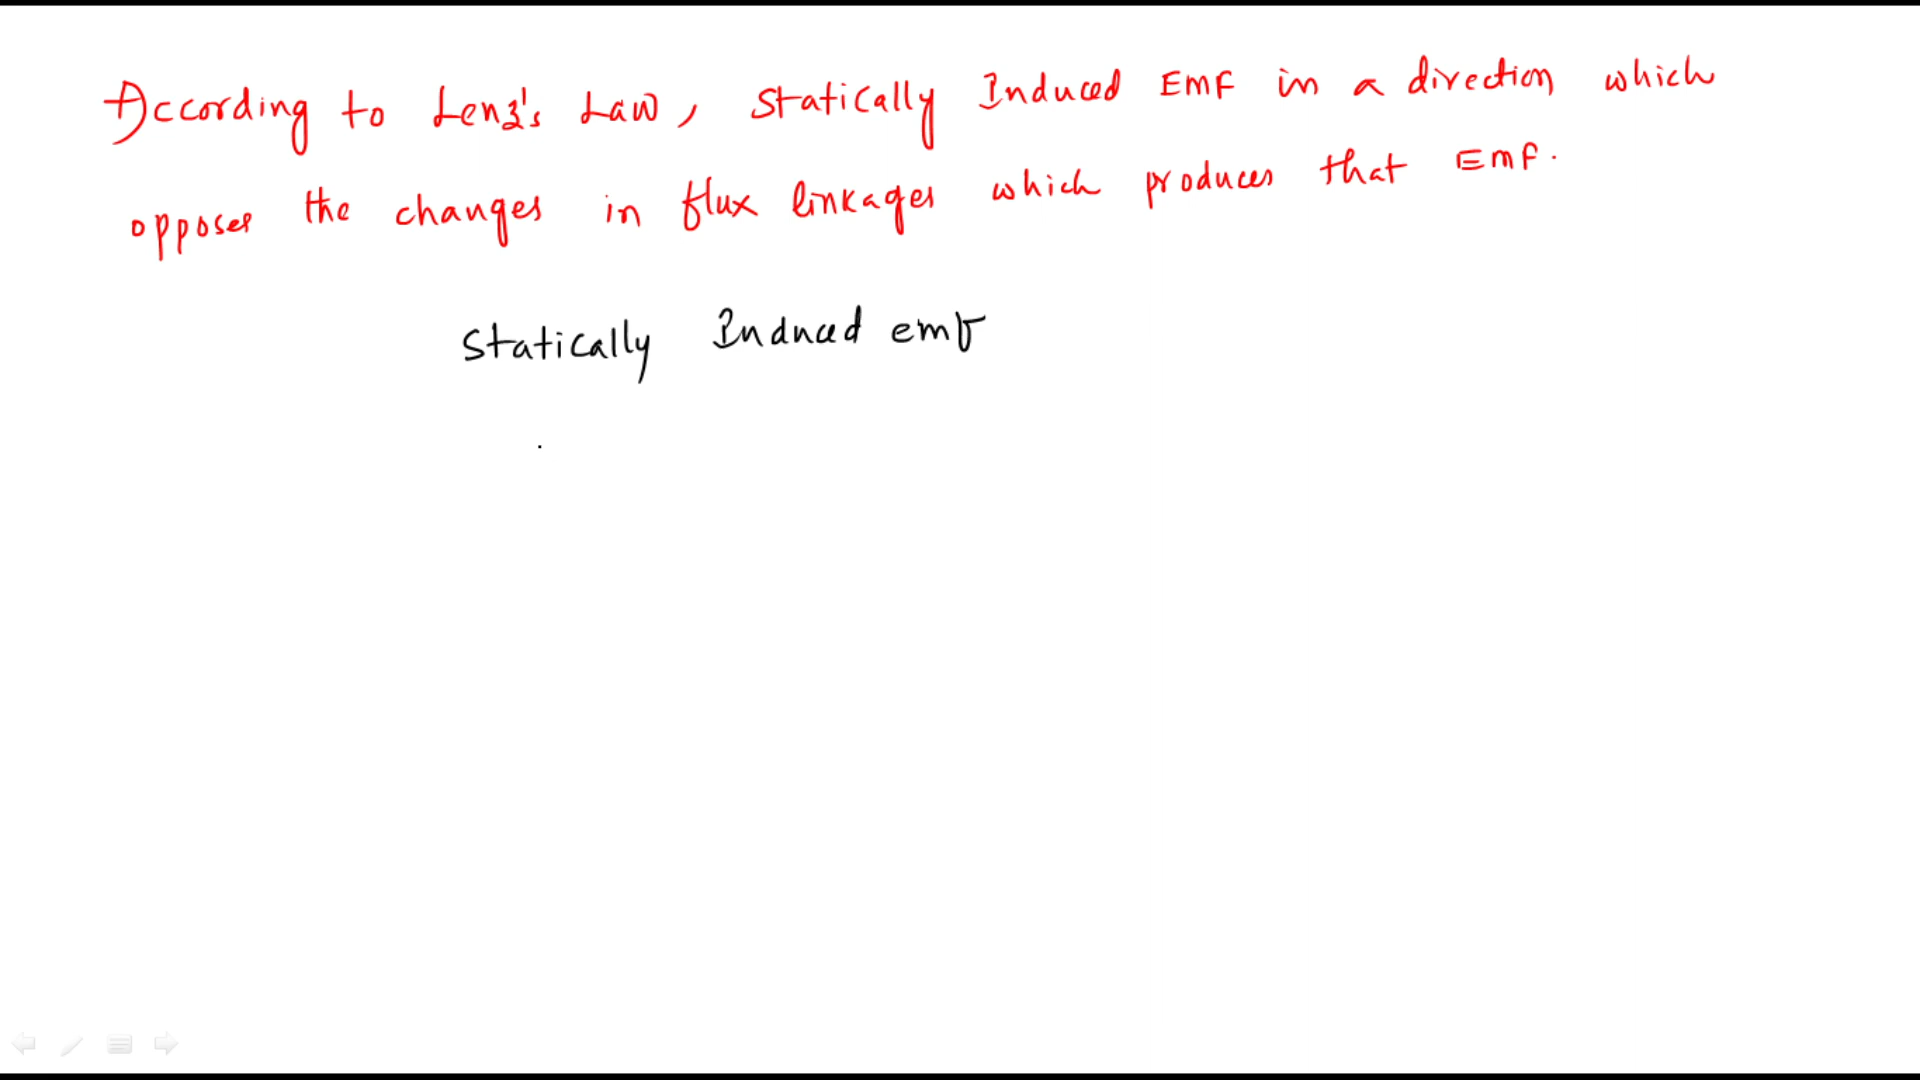 According to Lenz's Law, Statically Induced EMF in a direction which
opposes the changes in flux linkages which produces that EMF.
Statically Induced emf